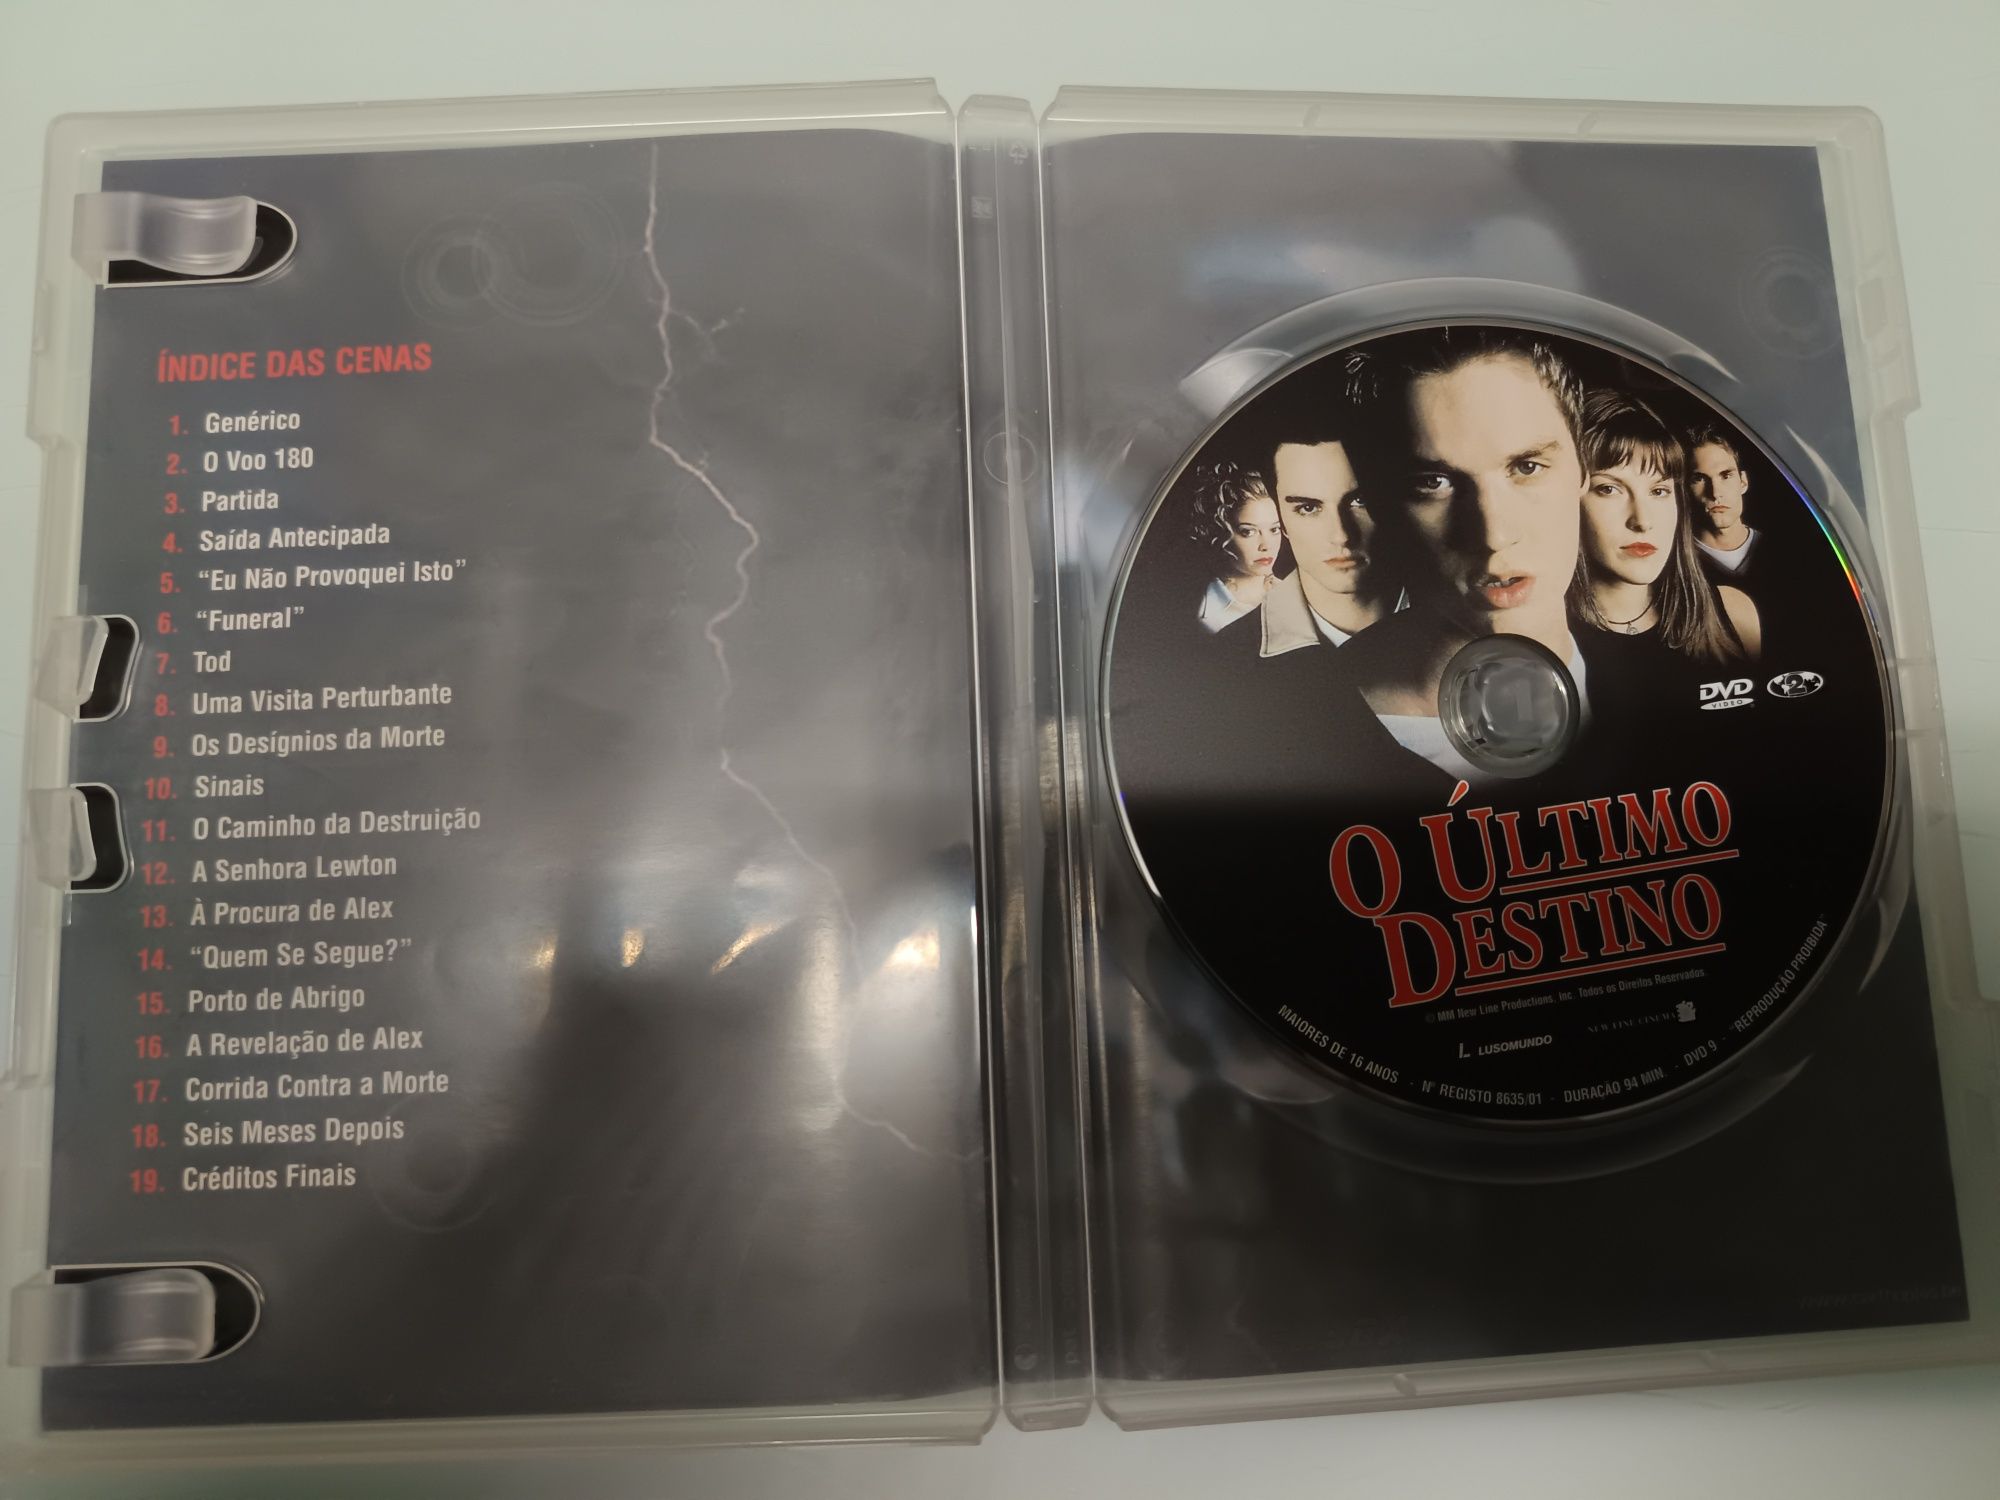 ÍNDICE DAS CENAS
1. Genérico
2. O Voo 180
3. Partida
4. Saída Antecipada
5. “Eu Não Provoquei Isto”
6. “Funeral”
7. Tod
8. Uma Visita Perturbante
9. Os Desígnios da Morte
10. Sinais
11. O Caminho da Destruição
12. A Senhora Lewton
13. À Procura de Alex
14. “Quem Se Segue?”
15. Porto de Abrigo
16. A Revelação de Alex
17. Corrida Contra a Morte
18. Seis Meses Depois
19. Créditos Finais
DVD
VIDEO
2
O ÚLTIMO
DESTINO
© MM New Line Productions, Inc. Todos os Direitos Reservados.
LUSOMUNDO
NEW LINE CINEMA
MAIORES DE 16 ANOS - Nº REGISTO 8635/01 - DURAÇÃO 94 MIN. - DVD 9 - “REPRODUÇÃO PROIBIDA”